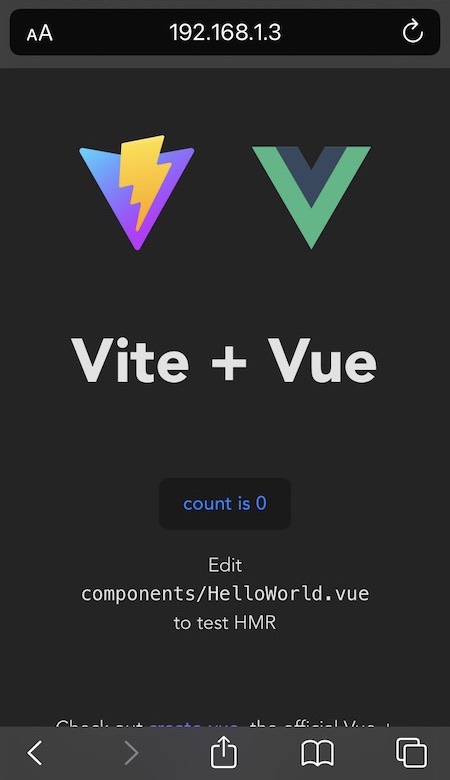 AA
192.168.1.3
Vite + Vue
count is 0
Edit
components/HelloWorld.vue
to test HMR
Check out create-vue, the official Vue +